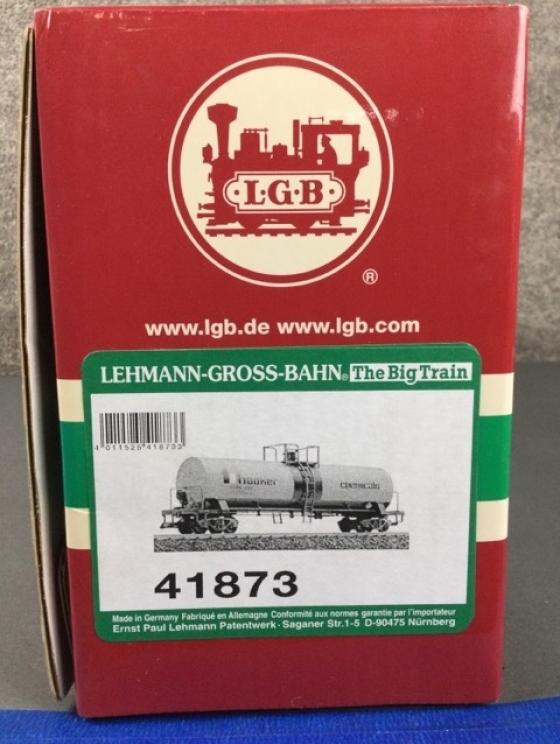 L·G·B
®
www.lgb.de www.lgb.com
LEHMANN-GROSS-BAHN® The Big Train
4 011525 418733
Hooker
41873
Made in Germany Fabriqué en Allemagne Conformité aux normes garantie par l'importateur
Ernst Paul Lehmann Patentwerk · Saganer Str.1-5 D-90475 Nürnberg